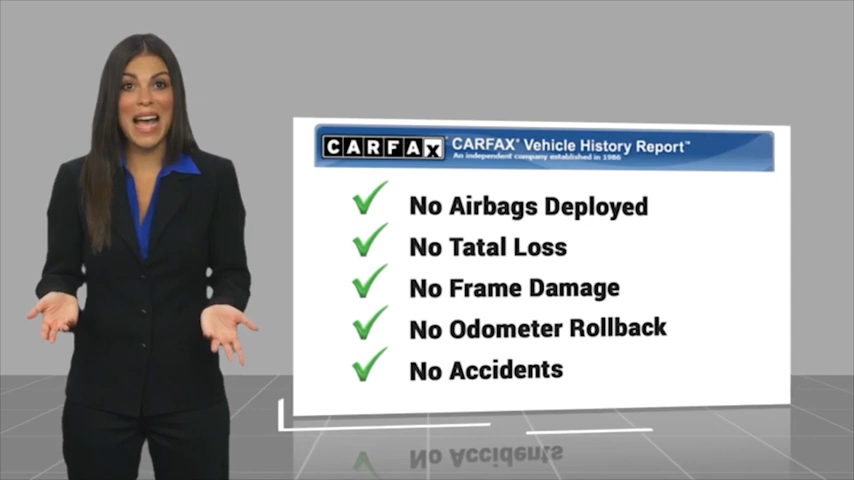 CARFAX CARFAX® Vehicle History Report™
An independent company established in 1986
No Airbags Deployed
No Tatal Loss
No Frame Damage
No Odometer Rollback
No Accidents
No Accidents